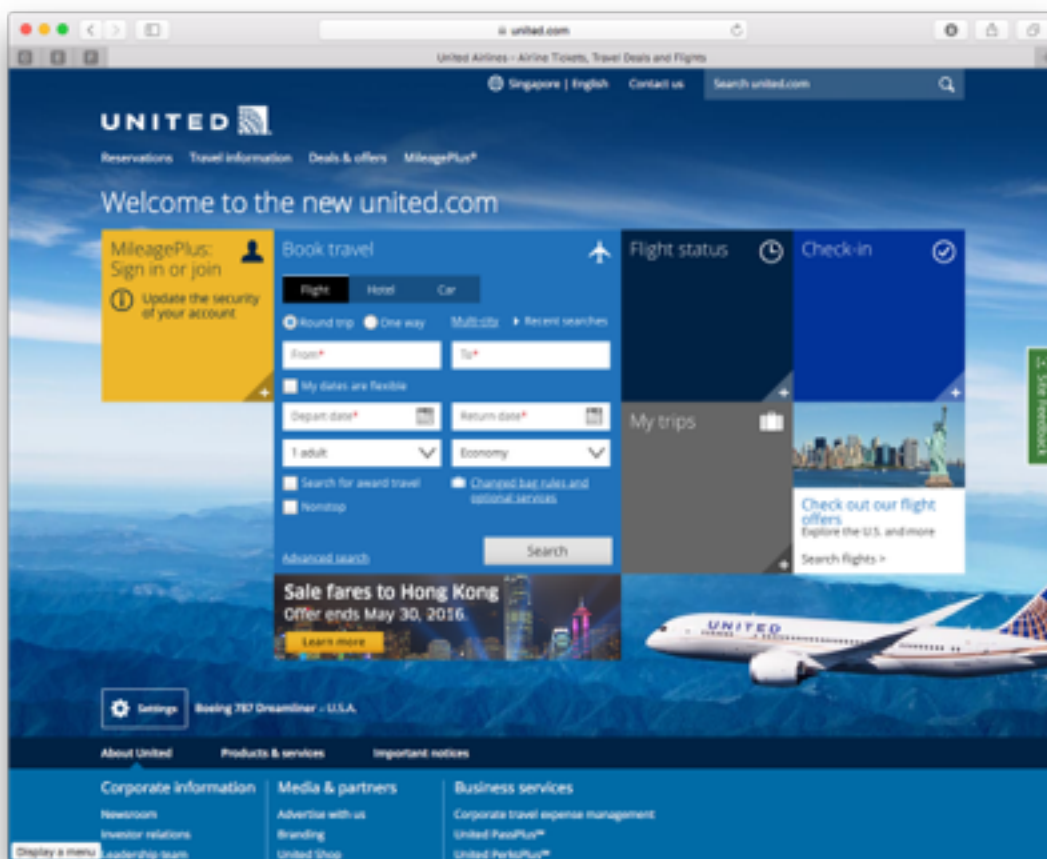 united.com
United Airlines - Airline Tickets, Travel Deals and Flights
Singapore | English
Contact us
Search united.com
UNITED
Reservations
Travel information
Deals & offers
MileagePlus®
Welcome to the new united.com
MileagePlus:
Sign in or join
Update the security
of your account
Book travel
Flight
Hotel
Car
Round trip
One way
Multi-city
Recent searches
From*
To*
My dates are flexible
Depart date*
Return date*
1 adult
Economy
Search for award travel
Changed bag rules and
optional services
Nonstop
Advanced search
Search
Flight status
Check-in
My trips
Check out our flight
offers
Explore the U.S. and more
Search flights >
Sale fares to Hong Kong
Offer ends May 30, 2016.
Learn more
UNITED
Site Feedback
Settings
Boeing 787 Dreamliner - U.S.A.
About United
Products & services
Important notices
Corporate information
Newsroom
Investor relations
Leadership team
Media & partners
Advertise with us
Branding
United Shop
Business services
Corporate travel expense management
United PassPlus℠
United PerksPlus℠
Display a menu